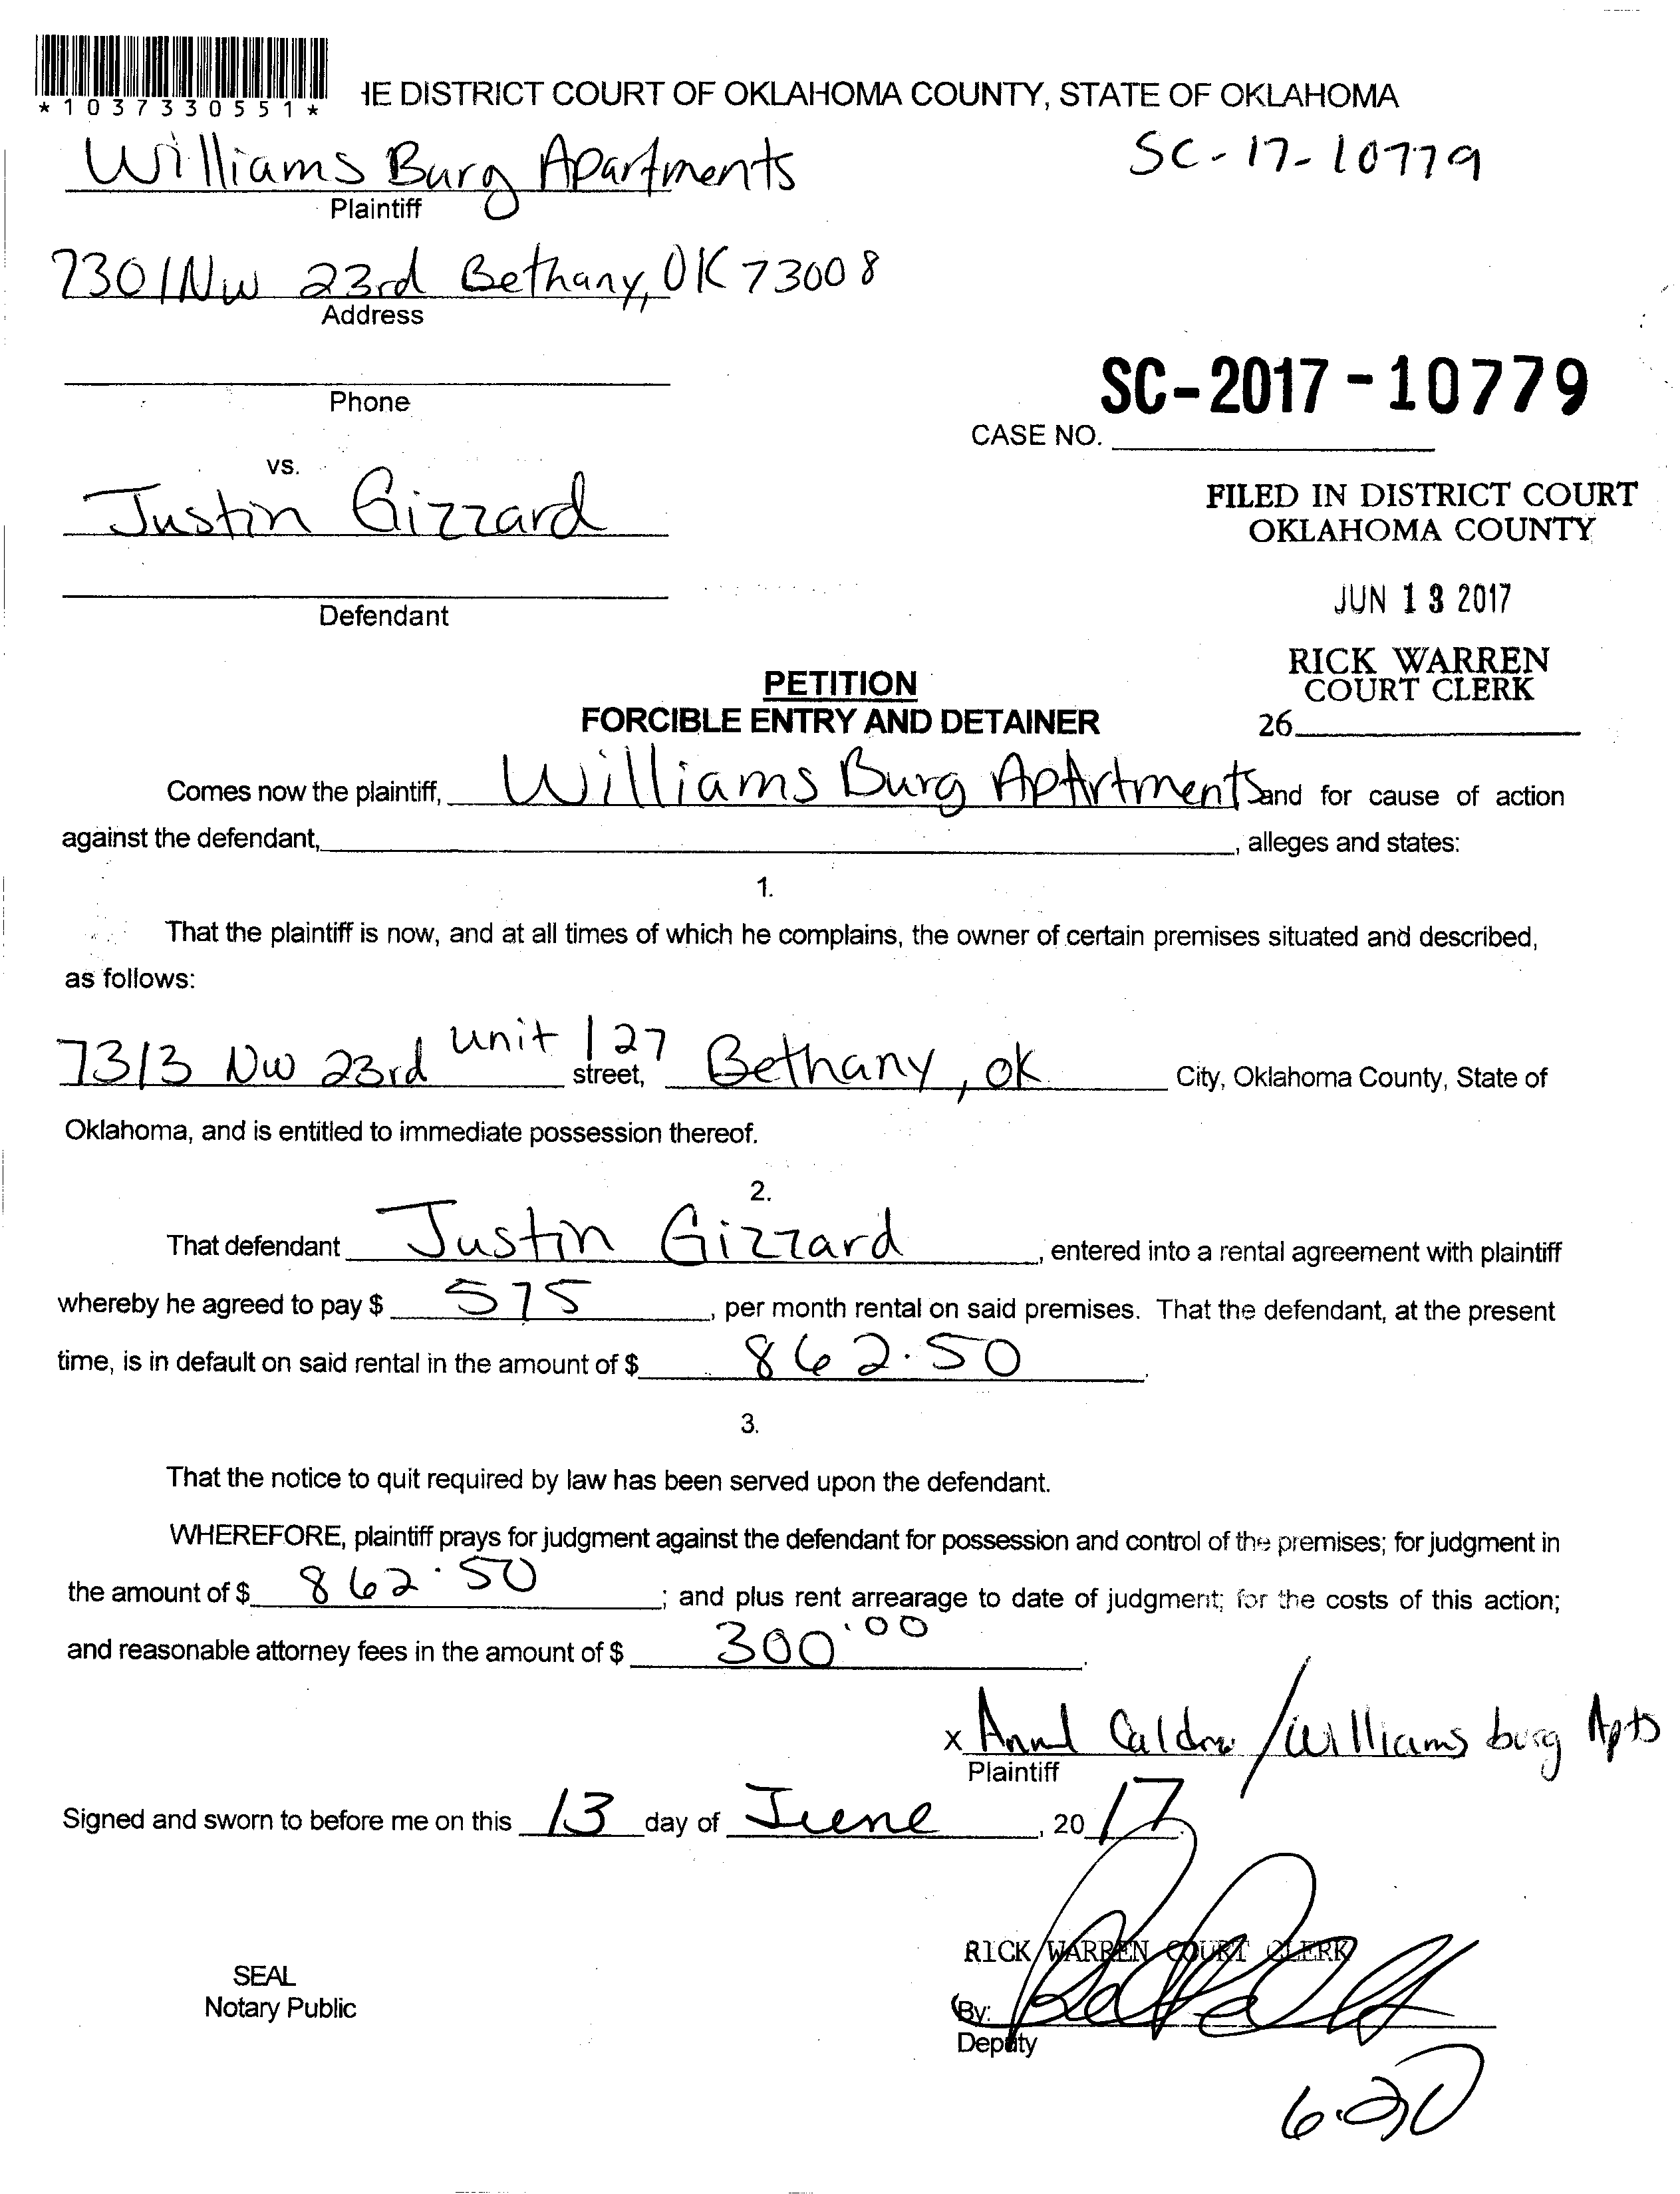 *1037330551*
HE DISTRICT COURT OF OKLAHOMA COUNTY, STATE OF OKLAHOMA
Williams Burg Apartments
SC-17-10779
Plaintiff
7301 NW 23rd Bethany, OK 73008
Address
Phone
SC-2017-10779
CASE NO.
vs.
Justin Gizzard
FILED IN DISTRICT COURT
OKLAHOMA COUNTY
JUN 13 2017
Defendant
RICK WARREN
COURT CLERK
26
PETITION
FORCIBLE ENTRY AND DETAINER
Comes now the plaintiff, Williams Burg Apartments and for cause of action
against the defendant, , alleges and states:
1.
That the plaintiff is now, and at all times of which he complains, the owner of certain premises situated and described,
as follows:
7313 NW 23rd unit 127 street, Bethany, OK City, Oklahoma County, State of
Oklahoma, and is entitled to immediate possession thereof.
2.
That defendant Justin Gizzard , entered into a rental agreement with plaintiff
whereby he agreed to pay $ 575 , per month rental on said premises. That the defendant, at the present
time, is in default on said rental in the amount of $ 862.50 .
3.
That the notice to quit required by law has been served upon the defendant.
WHEREFORE, plaintiff prays for judgment against the defendant for possession and control of the premises; for judgment in
the amount of $ 862.50 ; and plus rent arrearage to date of judgment; for the costs of this action;
and reasonable attorney fees in the amount of $ 300.00 .
x / Williamsburg Apts
Plaintiff
Signed and sworn to before me on this 13 day of June , 20 17.
RICK WARREN COURT CLERK
SEAL
Notary Public
By:
Deputy
6.20